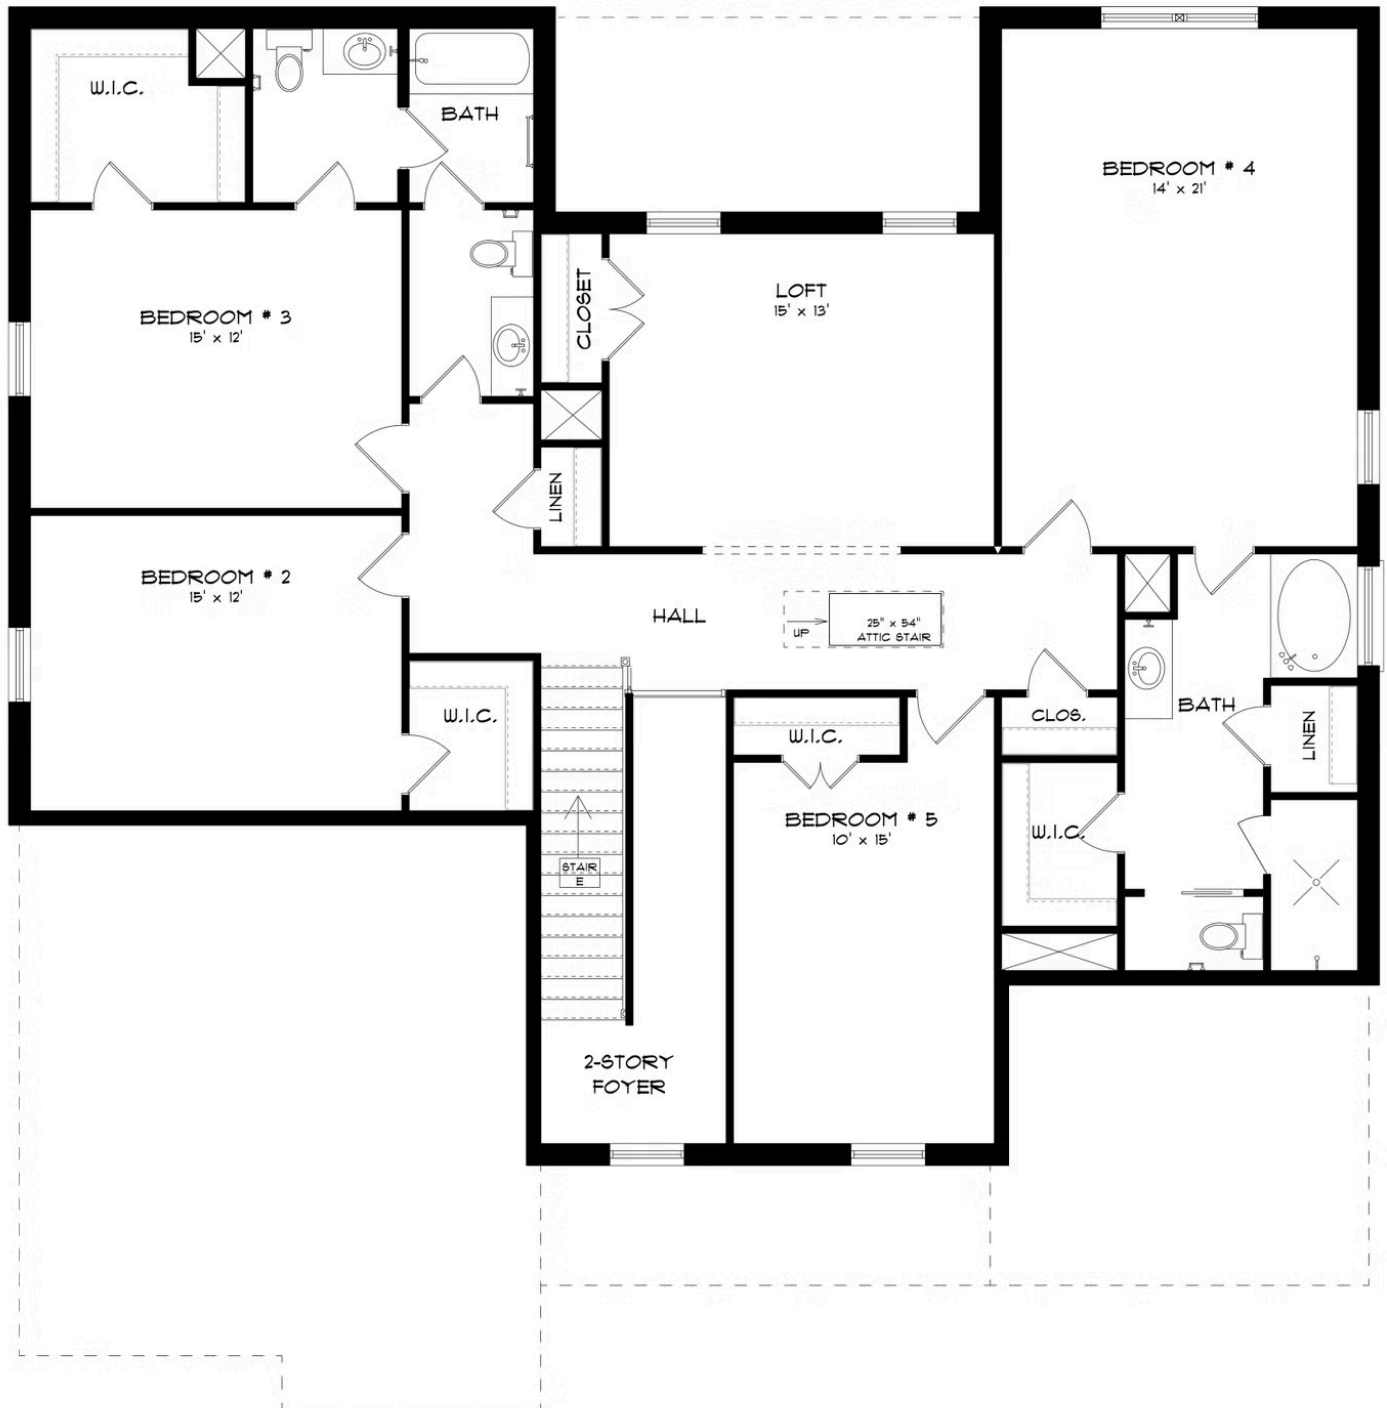 W.I.C.
BATH
BEDROOM # 4
14' x 21'
BEDROOM # 3
15' x 12'
CLOSET
LOFT
15' x 13'
LINEN
BEDROOM # 2
15' x 12'
HALL
UP
25" x 54"
ATTIC STAIR
W.I.C.
W.I.C.
CLOS.
BATH
LINEN
BEDROOM # 5
10' x 15'
W.I.C.
STAIR
E
2-STORY
FOYER